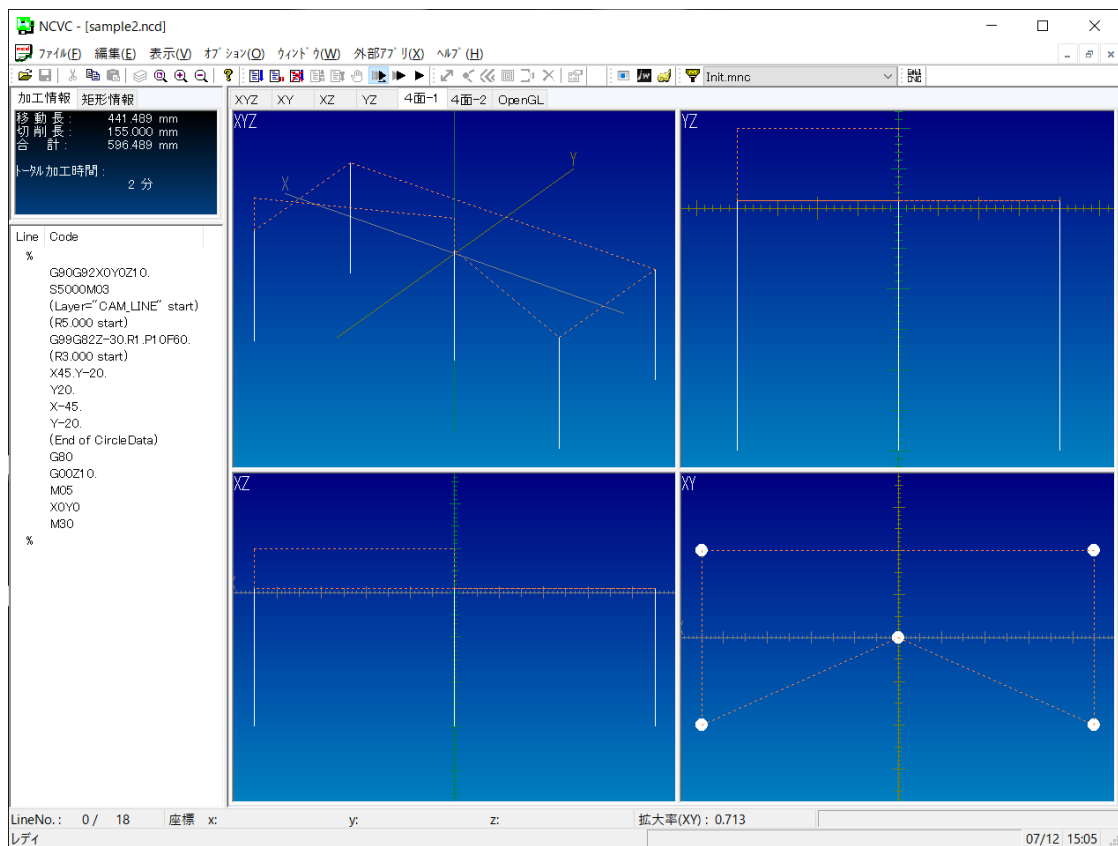 NCVC - [sample2.ncd]
ファイル(F) 編集(E) 表示(V) オプション(O) ウィンドウ(W) 外部アプリ(X) ヘルプ(H)
Init.mnc
加工情報 矩形情報
移動長: 441.489 mm
切削長: 155.000 mm
合 計: 596.489 mm
トータル加工時間:
2 分
XYZ XY XZ YZ 4面-1 4面-2 OpenGL
Line Code
%
G90G92X0Y0Z10.
S5000M03
(Layer="CAM_LINE" start)
(R5.000 start)
G99G82Z-30.R1.P10F60.
(R3.000 start)
X45.Y-20.
Y20.
X-45.
Y-20.
(End of CircleData)
G80
G00Z10.
M05
X0Y0
M30
%
XYZ
X
Y
YZ
XZ
XY
LineNo.: 0 / 18 座標 x: y: z: 拡大率(XY) : 0.713
レディ 07/12 15:05